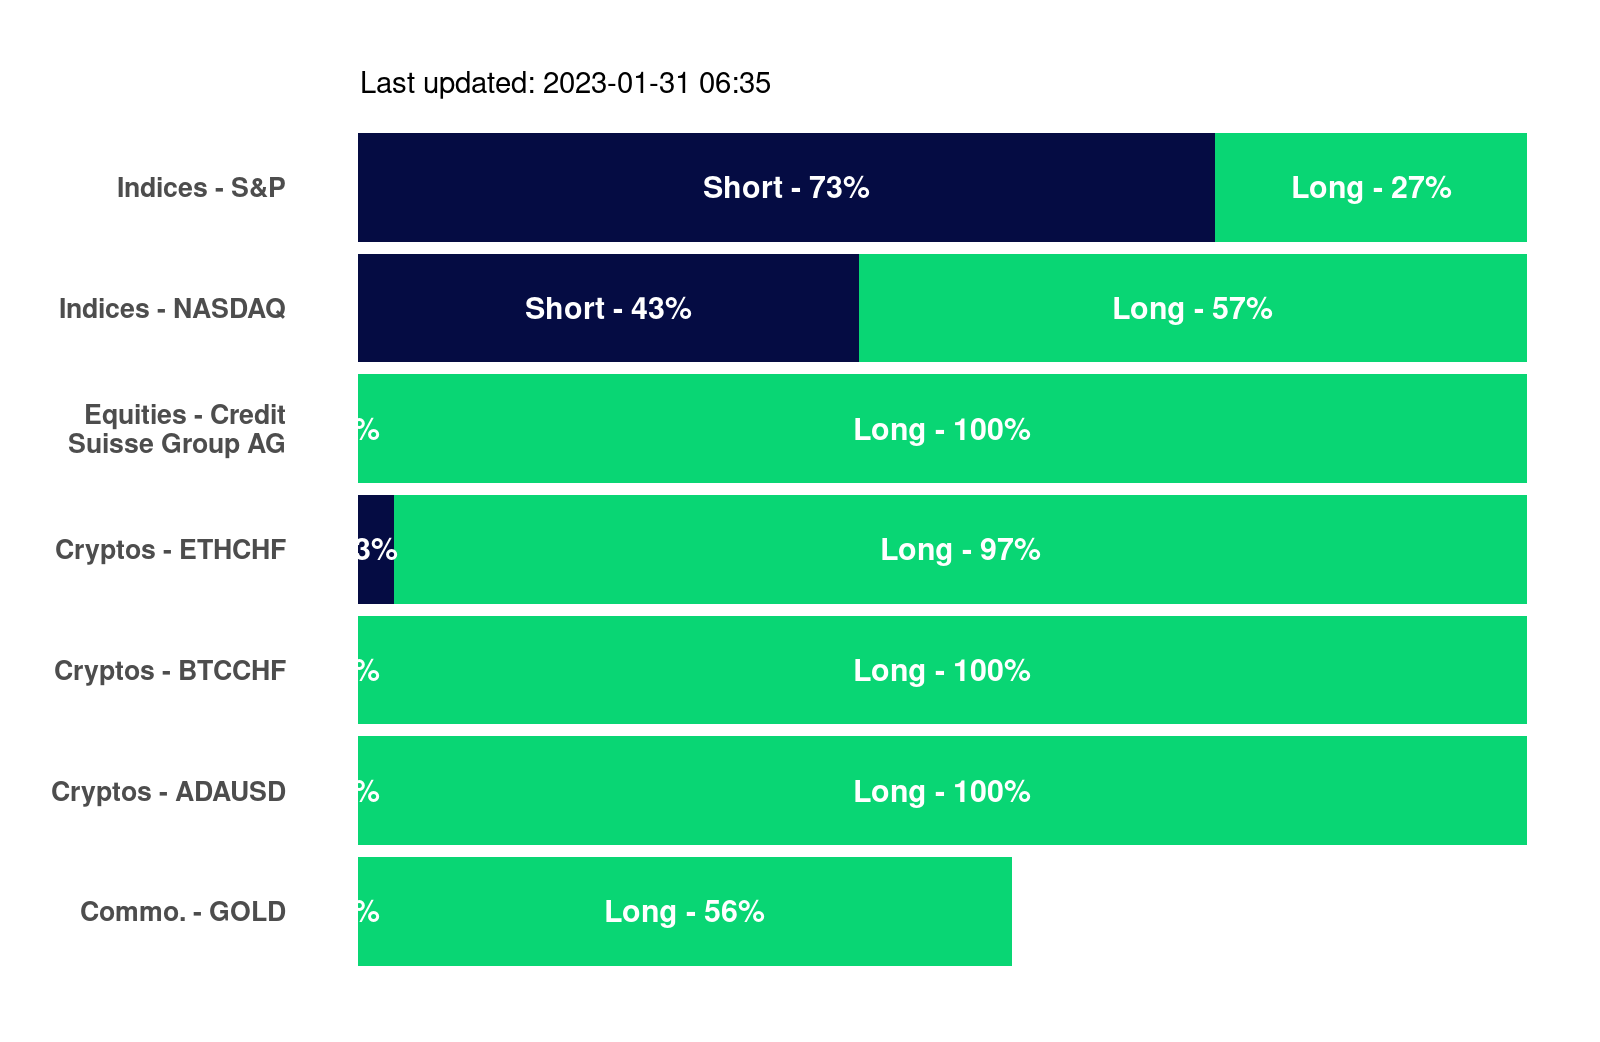 Last updated: 2023-01-31 06:35
Indices - S&P
Short - 73%
Long - 27%
Indices - NASDAQ
Short - 43%
Long - 57%
Equities - Credit
Suisse Group AG
%
Long - 100%
Cryptos - ETHCHF
3%
Long - 97%
Cryptos - BTCCHF
%
Long - 100%
Cryptos - ADAUSD
%
Long - 100%
Commo. - GOLD
%
Long - 56%